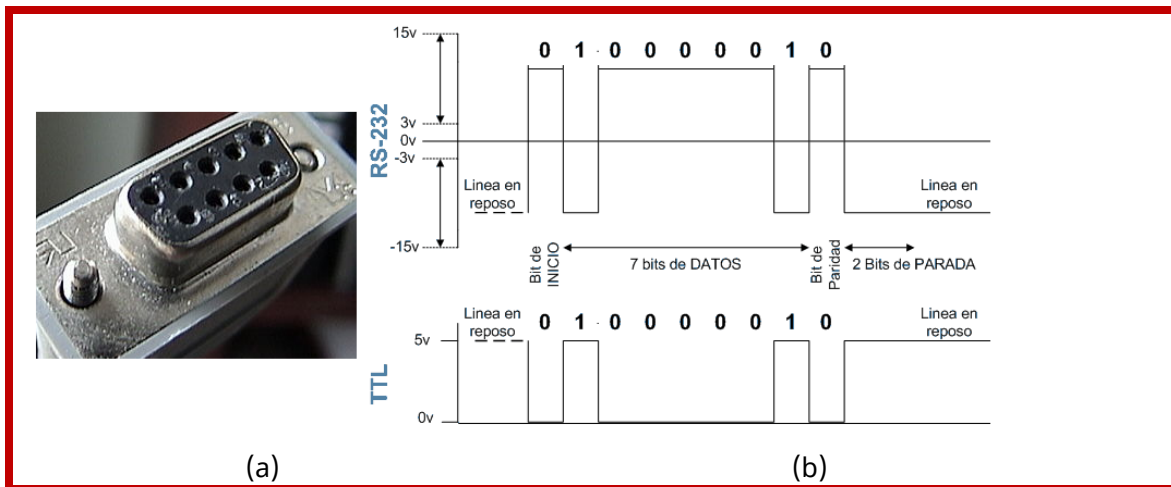 15v
0 1 0 0 0 0 0 1 0
RS-232
3v
0v
-3v
Linea en
reposo
Linea en
reposo
-15v
Bit de
INICIO
7 bits de DATOS
Bit de
Paridad
2 Bits de PARADA
Linea en
reposo
0 1 0 0 0 0 0 1 0
Linea en
reposo
5v
TTL
0v
(a)
(b)